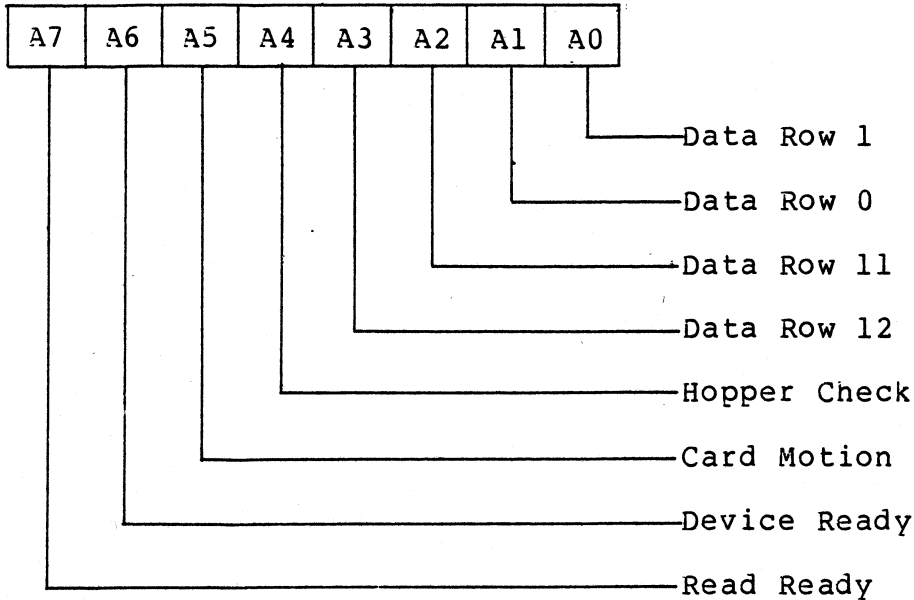 A7 A6 A5 A4 A3 A2 A1 A0
Data Row 1
Data Row 0
Data Row 11
Data Row 12
Hopper Check
Card Motion
Device Ready
Read Ready